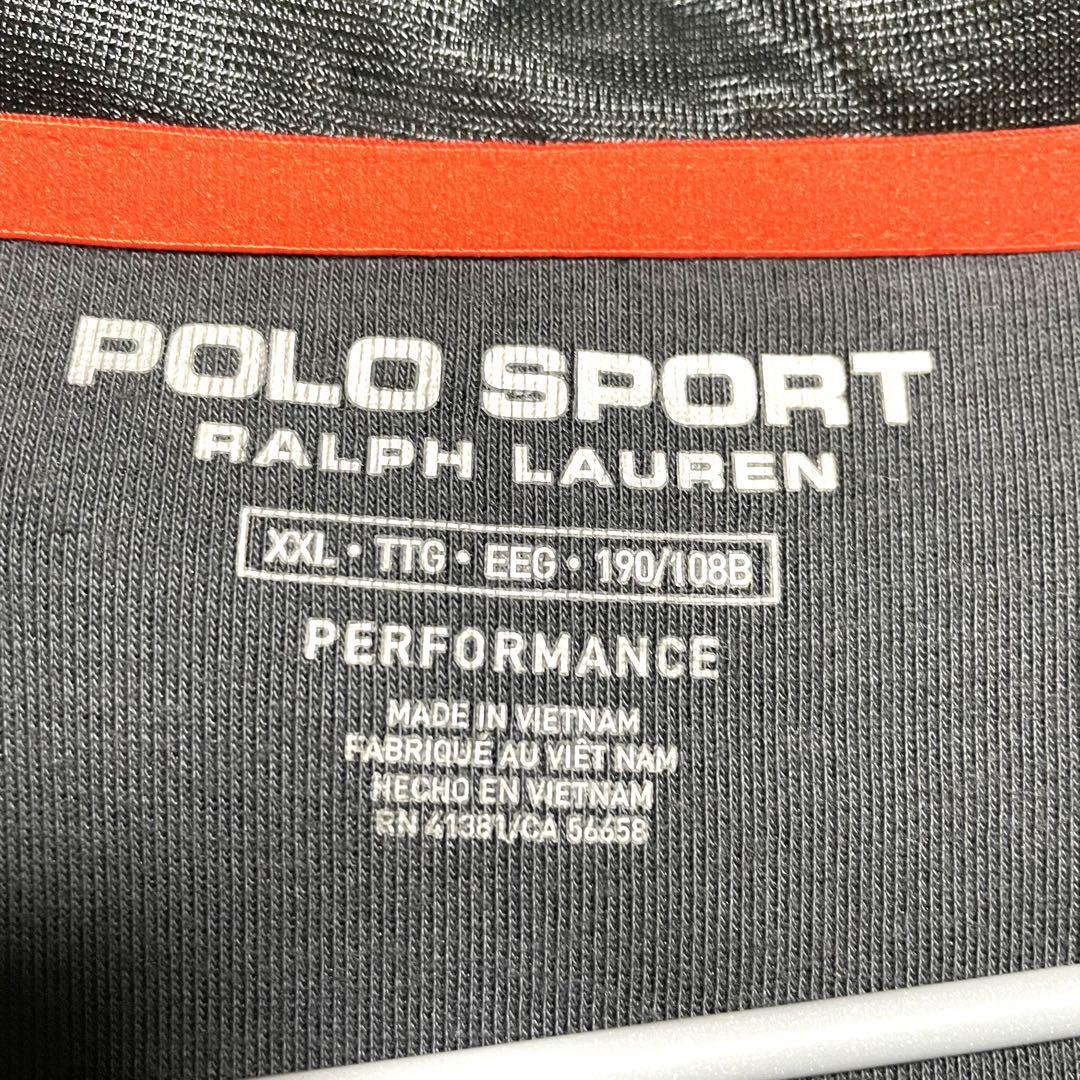 POLO SPORT
RALPH LAUREN
XXL • TTG • EEG • 190/108B
PERFORMANCE
MADE IN VIETNAM
FABRIQUÉ AU VIÊT NAM
HECHO EN VIETNAM
RN 41381/CA 56658